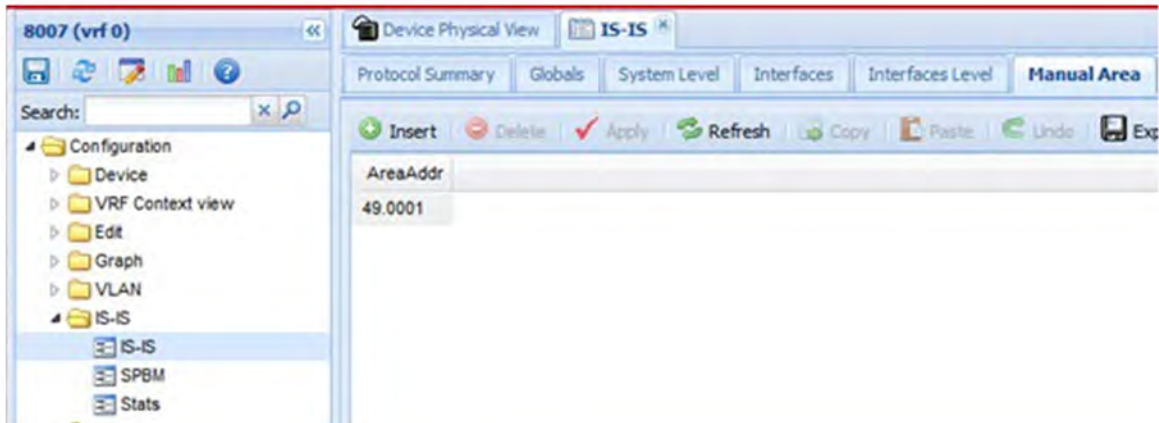 8007 (vrf 0)
Device Physical View
IS-IS
Protocol Summary
Globals
System Level
Interfaces
Interfaces Level
Manual Area
Search:
Insert
Delete
Apply
Refresh
Copy
Paste
Undo
Exp
Configuration
Device
VRF Context view
Edit
Graph
VLAN
IS-IS
IS-IS
SPBM
Stats
AreaAddr
49.0001